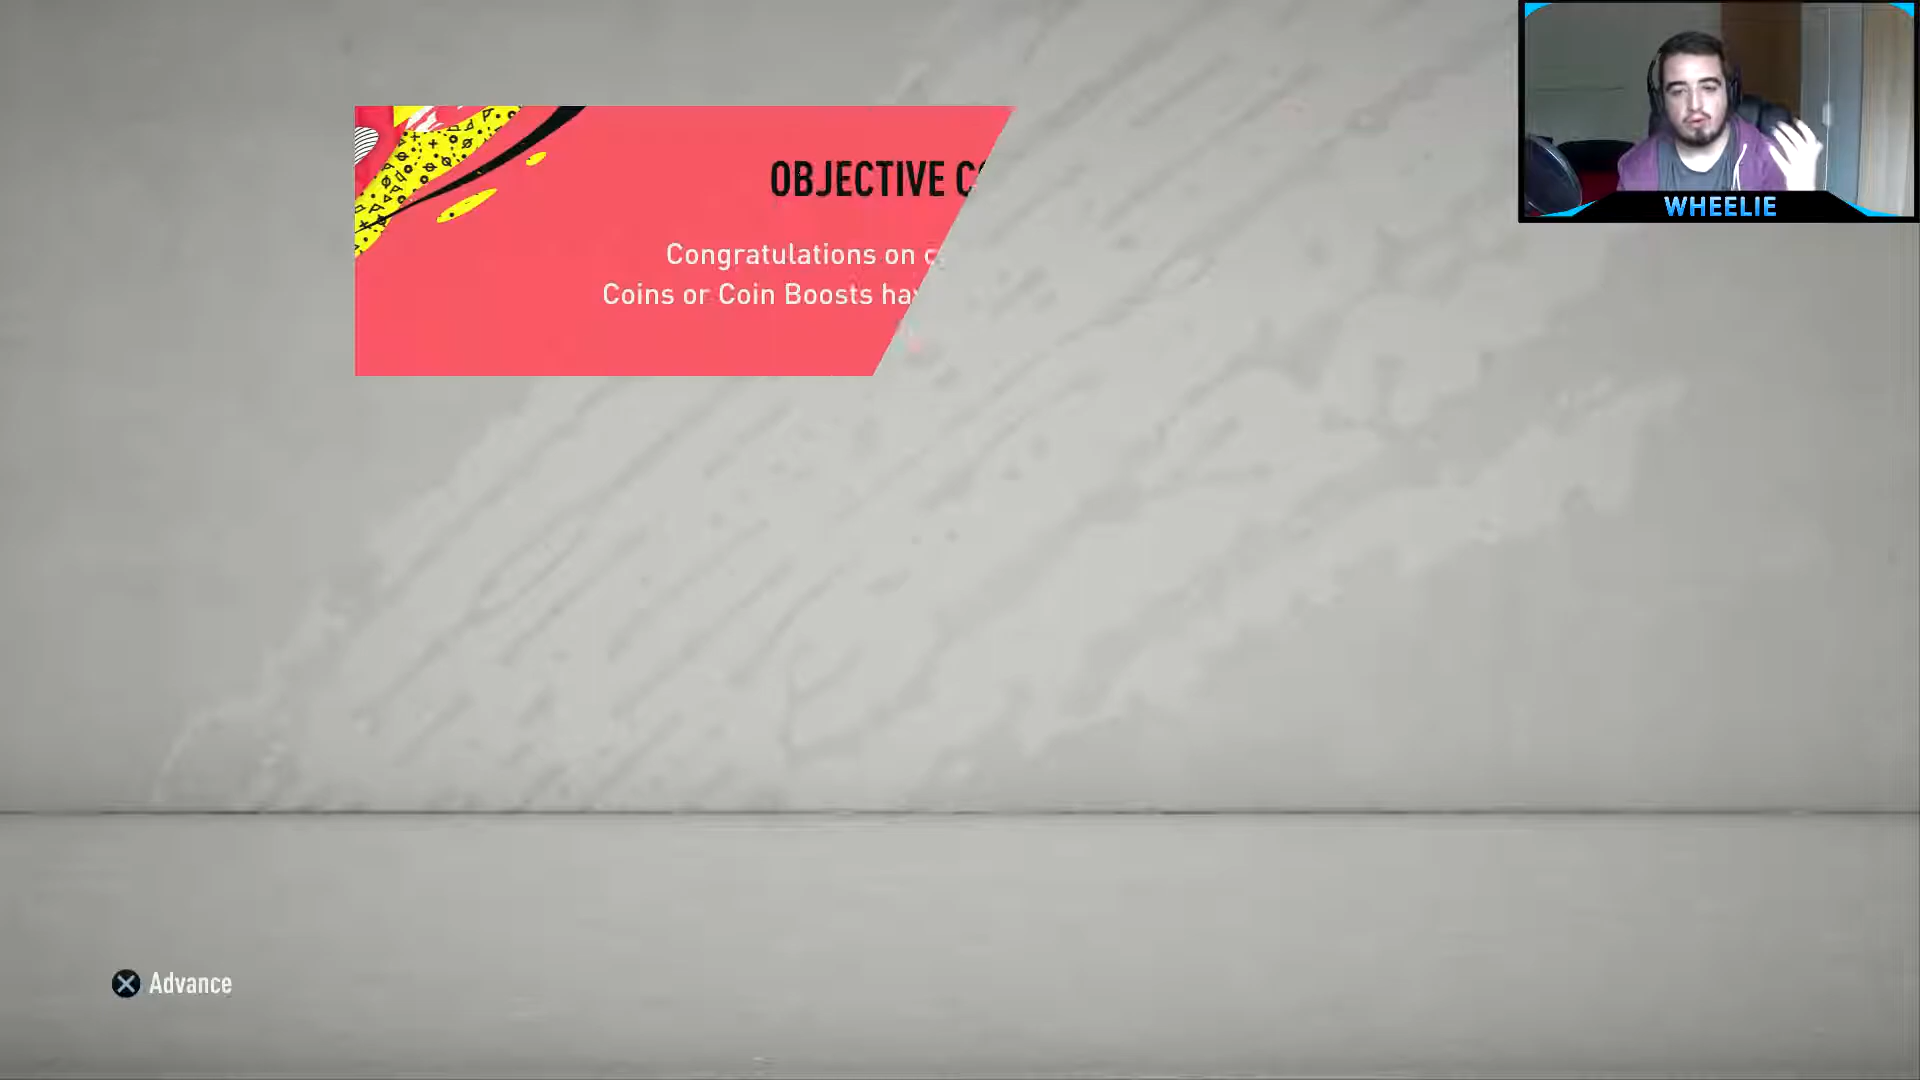 OBJECTIVE
Congratulations on
Coins or Coin Boosts
WHEELIE
Advance